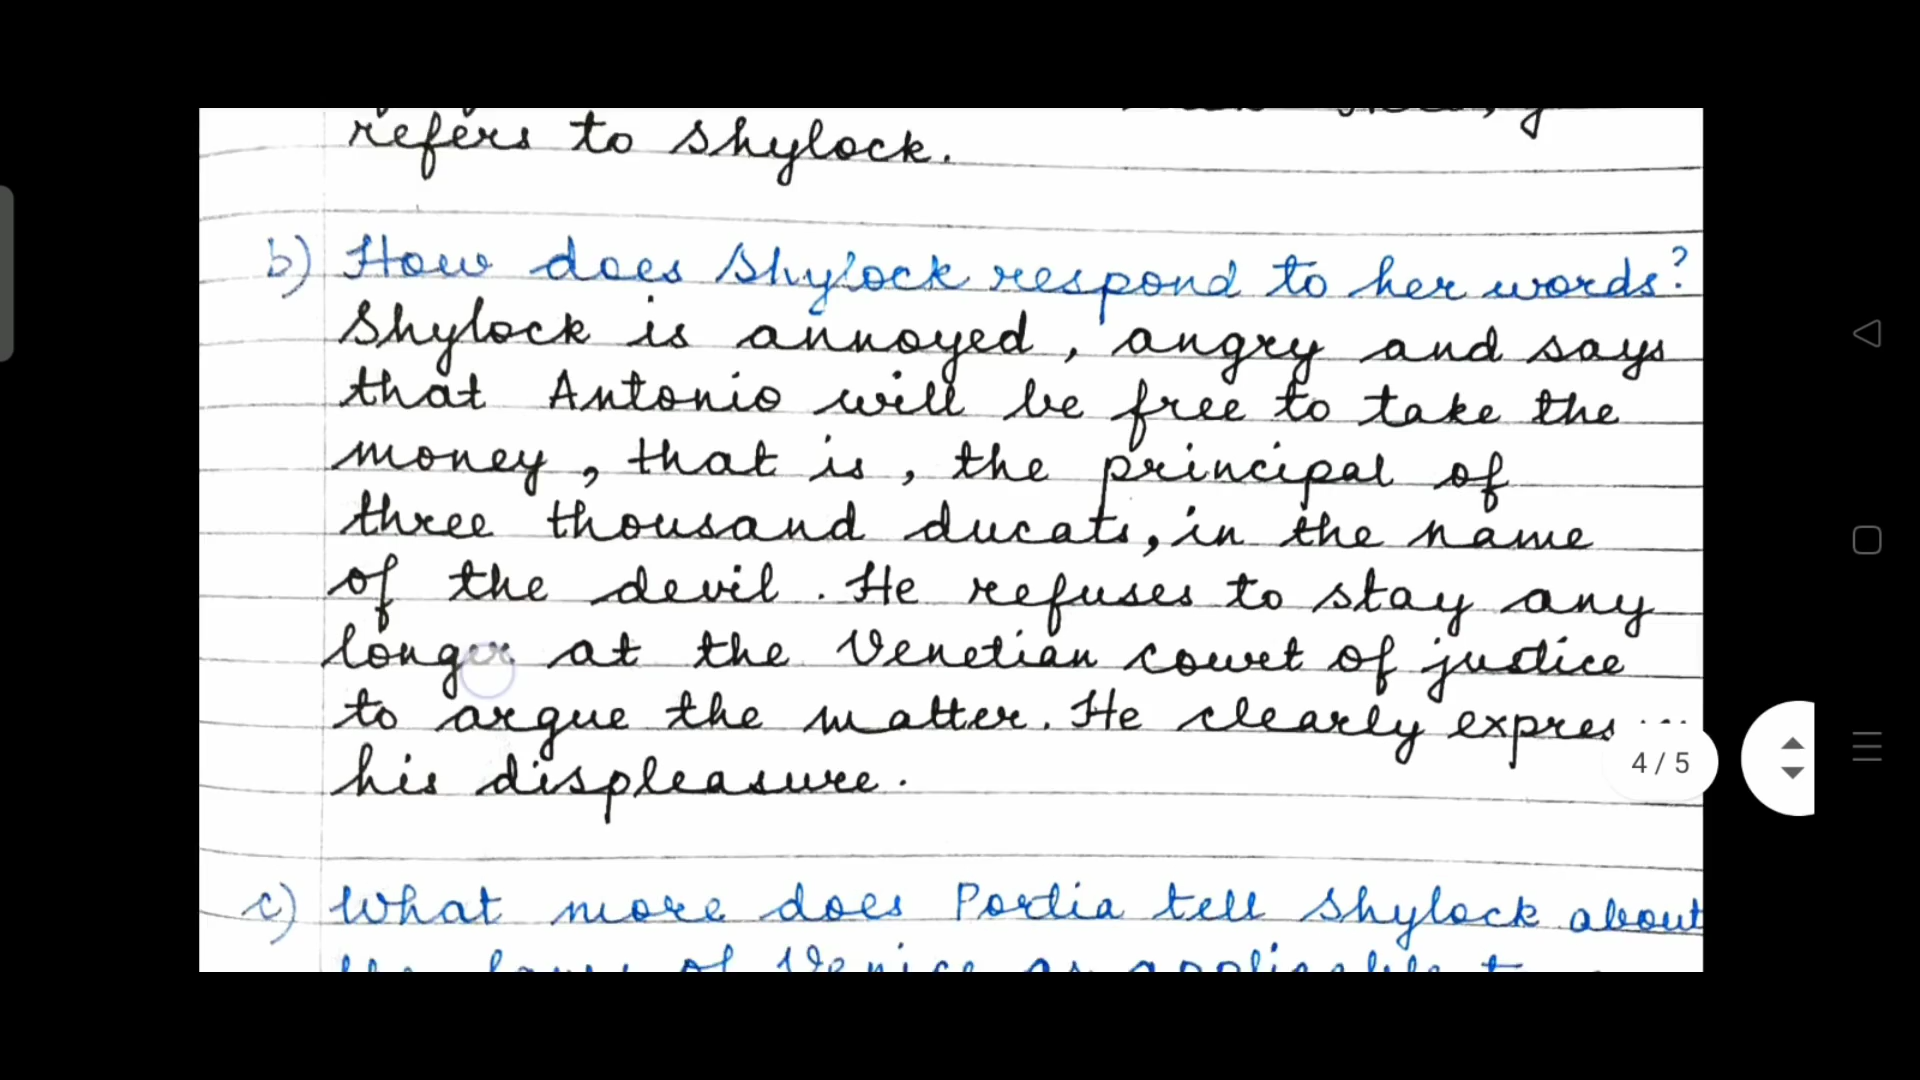 refers to Shylock.
b) How does Shylock respond to her words?
Shylock is annoyed, angry and says
that Antonio will be free to take the
money, that is, the principal of
three thousand ducats, in the name
of the devil. He refuses to stay any
longer at the Venetian court of justice
to argue the matter. He clearly expres
his displeasure.
4 / 5
c) What more does Portia tell Shylock about